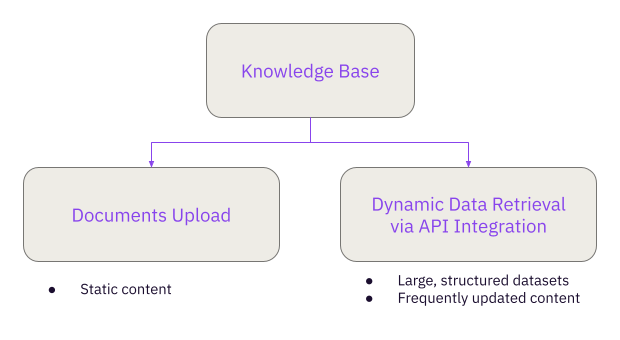 Knowledge Base
Documents Upload
Dynamic Data Retrieval
via API Integration
● Static content
● Large, structured datasets
● Frequently updated content